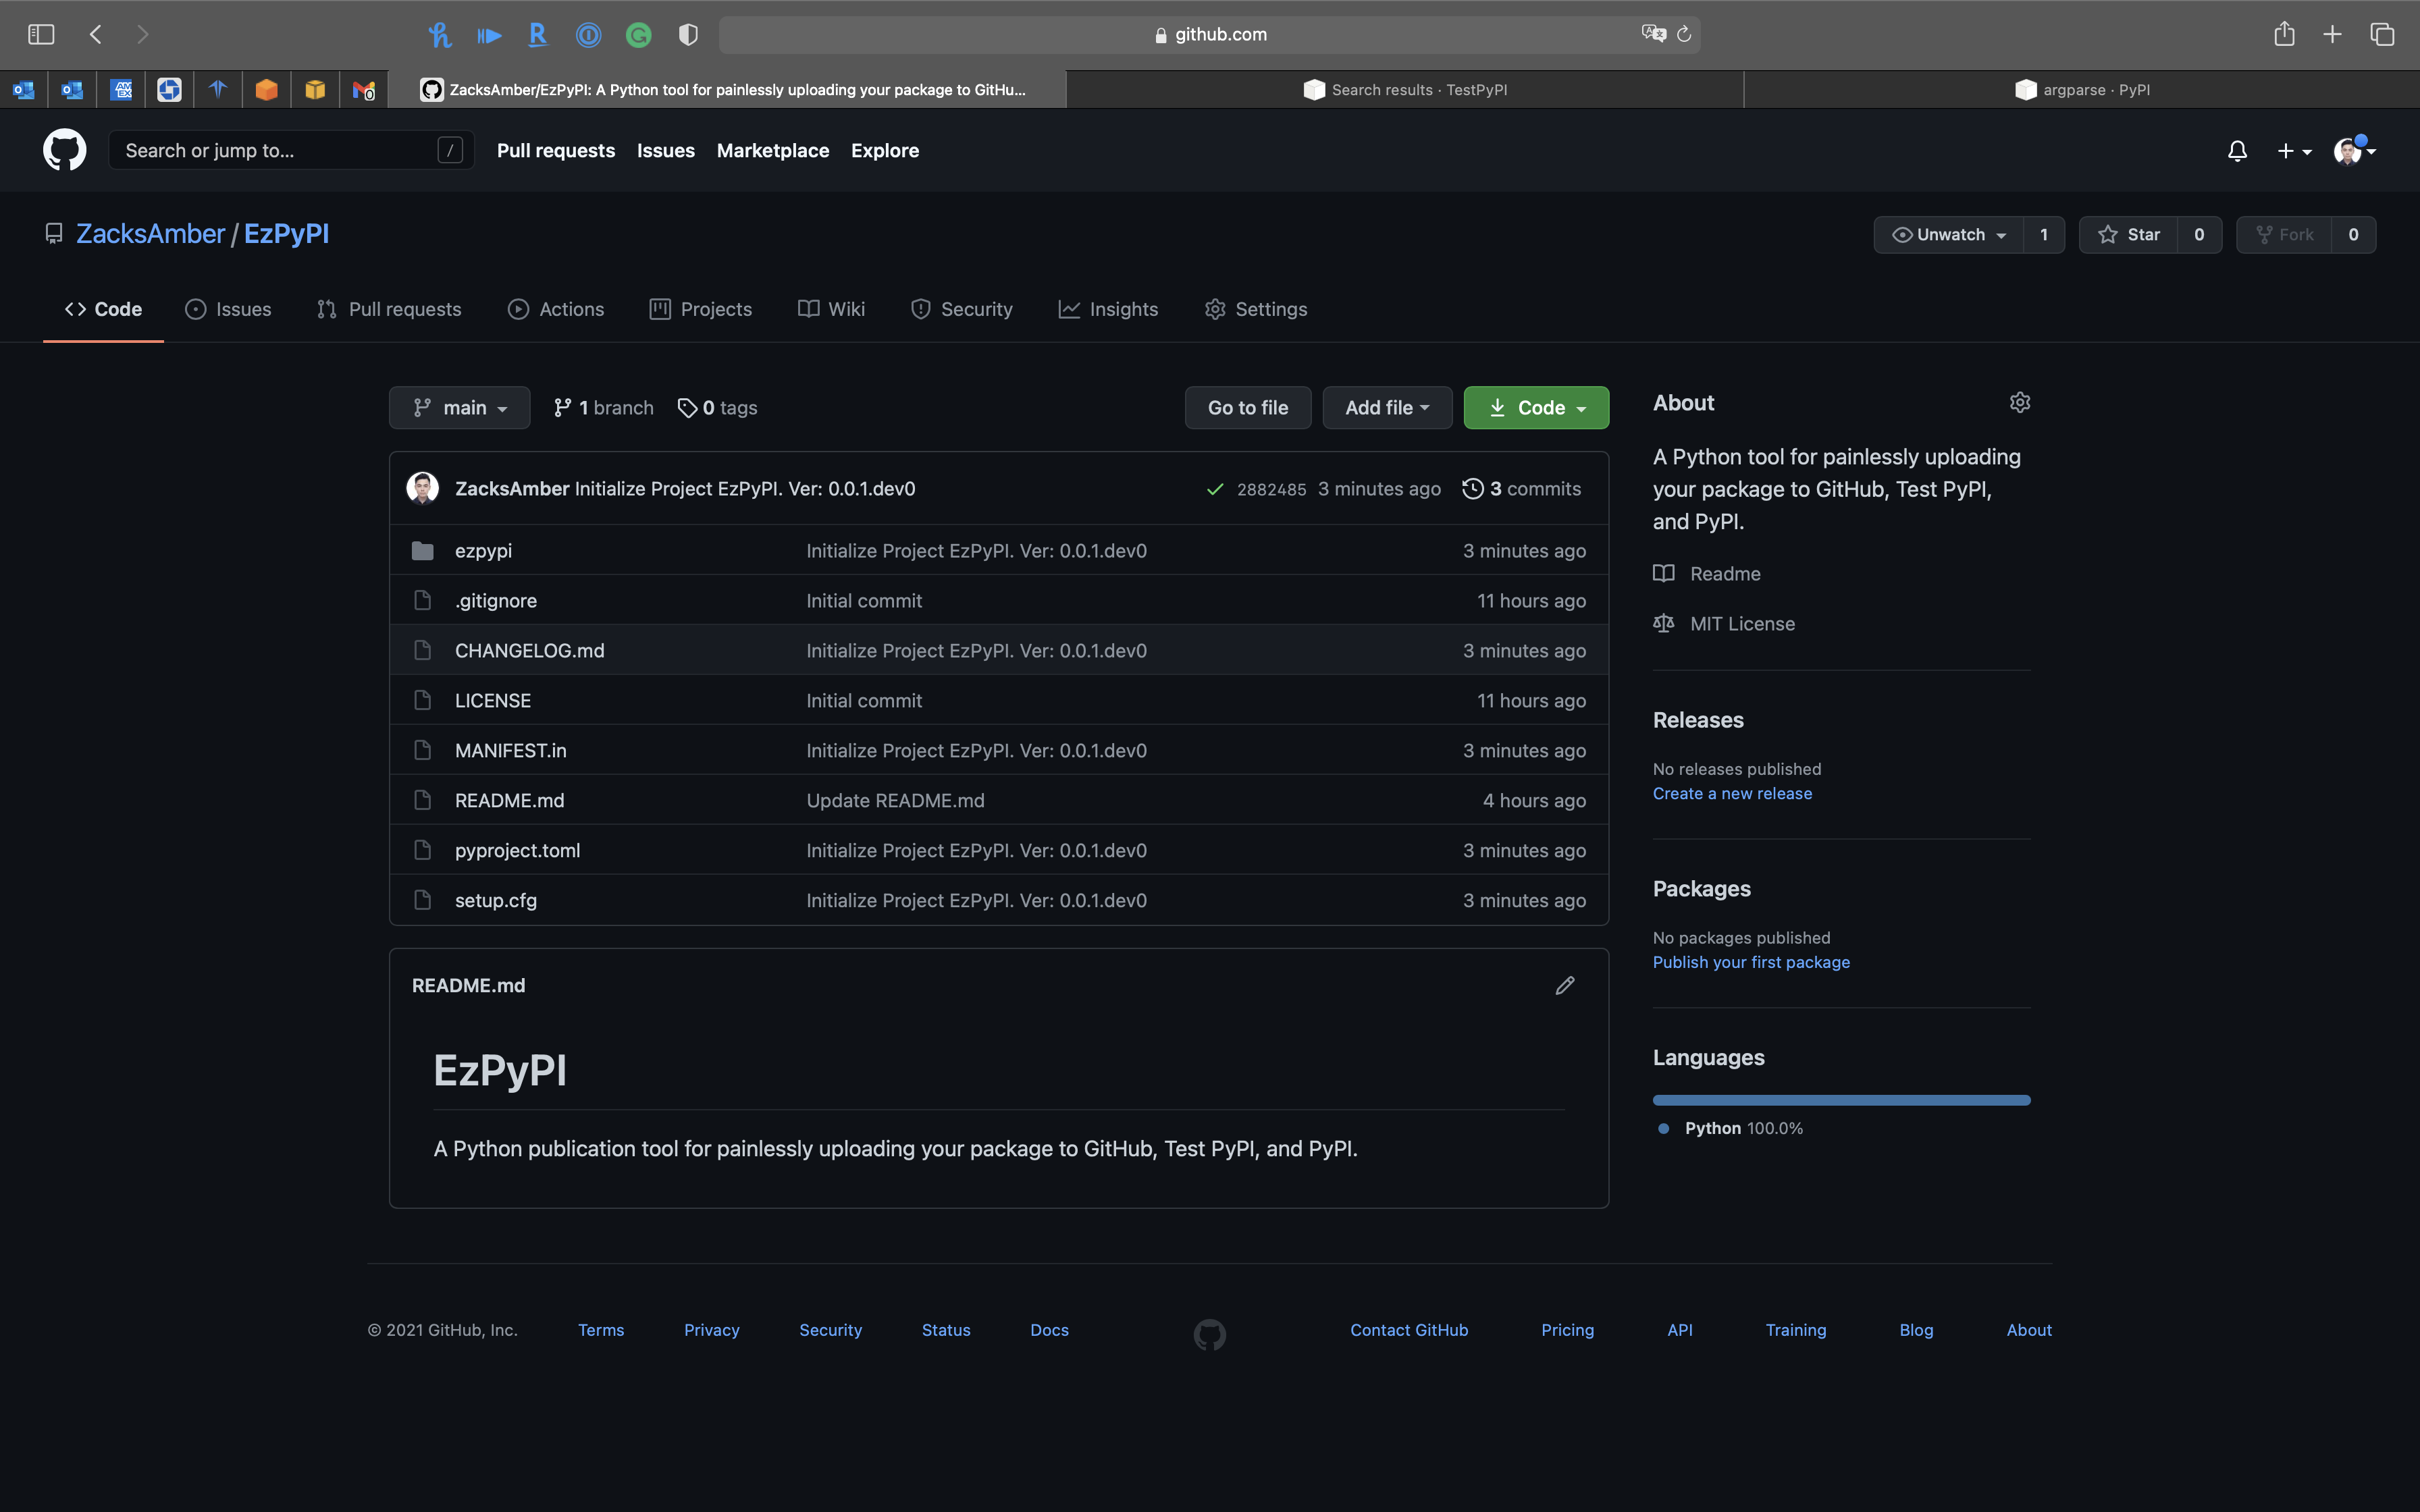 github.com
ZacksAmber/EzPyPI: A Python tool for painlessly uploading your package to GitHu...
Search results · TestPyPI
argparse · PyPI
Search or jump to... /
Pull requests Issues Marketplace Explore
ZacksAmber / EzPyPI
Unwatch 1
Star 0
Fork 0
Code Issues Pull requests Actions Projects Wiki Security Insights Settings
main 1 branch 0 tags
Go to file Add file Code
ZacksAmber Initialize Project EzPyPI. Ver: 0.0.1.dev0 2882485 3 minutes ago 3 commits
ezpypi Initialize Project EzPyPI. Ver: 0.0.1.dev0 3 minutes ago
.gitignore Initial commit 11 hours ago
CHANGELOG.md Initialize Project EzPyPI. Ver: 0.0.1.dev0 3 minutes ago
LICENSE Initial commit 11 hours ago
MANIFEST.in Initialize Project EzPyPI. Ver: 0.0.1.dev0 3 minutes ago
README.md Update README.md 4 hours ago
pyproject.toml Initialize Project EzPyPI. Ver: 0.0.1.dev0 3 minutes ago
setup.cfg Initialize Project EzPyPI. Ver: 0.0.1.dev0 3 minutes ago
README.md
EzPyPI
A Python publication tool for painlessly uploading your package to GitHub, Test PyPI, and PyPI.
About
A Python tool for painlessly uploading
your package to GitHub, Test PyPI,
and PyPI.
Readme
MIT License
Releases
No releases published
Create a new release
Packages
No packages published
Publish your first package
Languages
Python 100.0%
© 2021 GitHub, Inc. Terms Privacy Security Status Docs Contact GitHub Pricing API Training Blog About